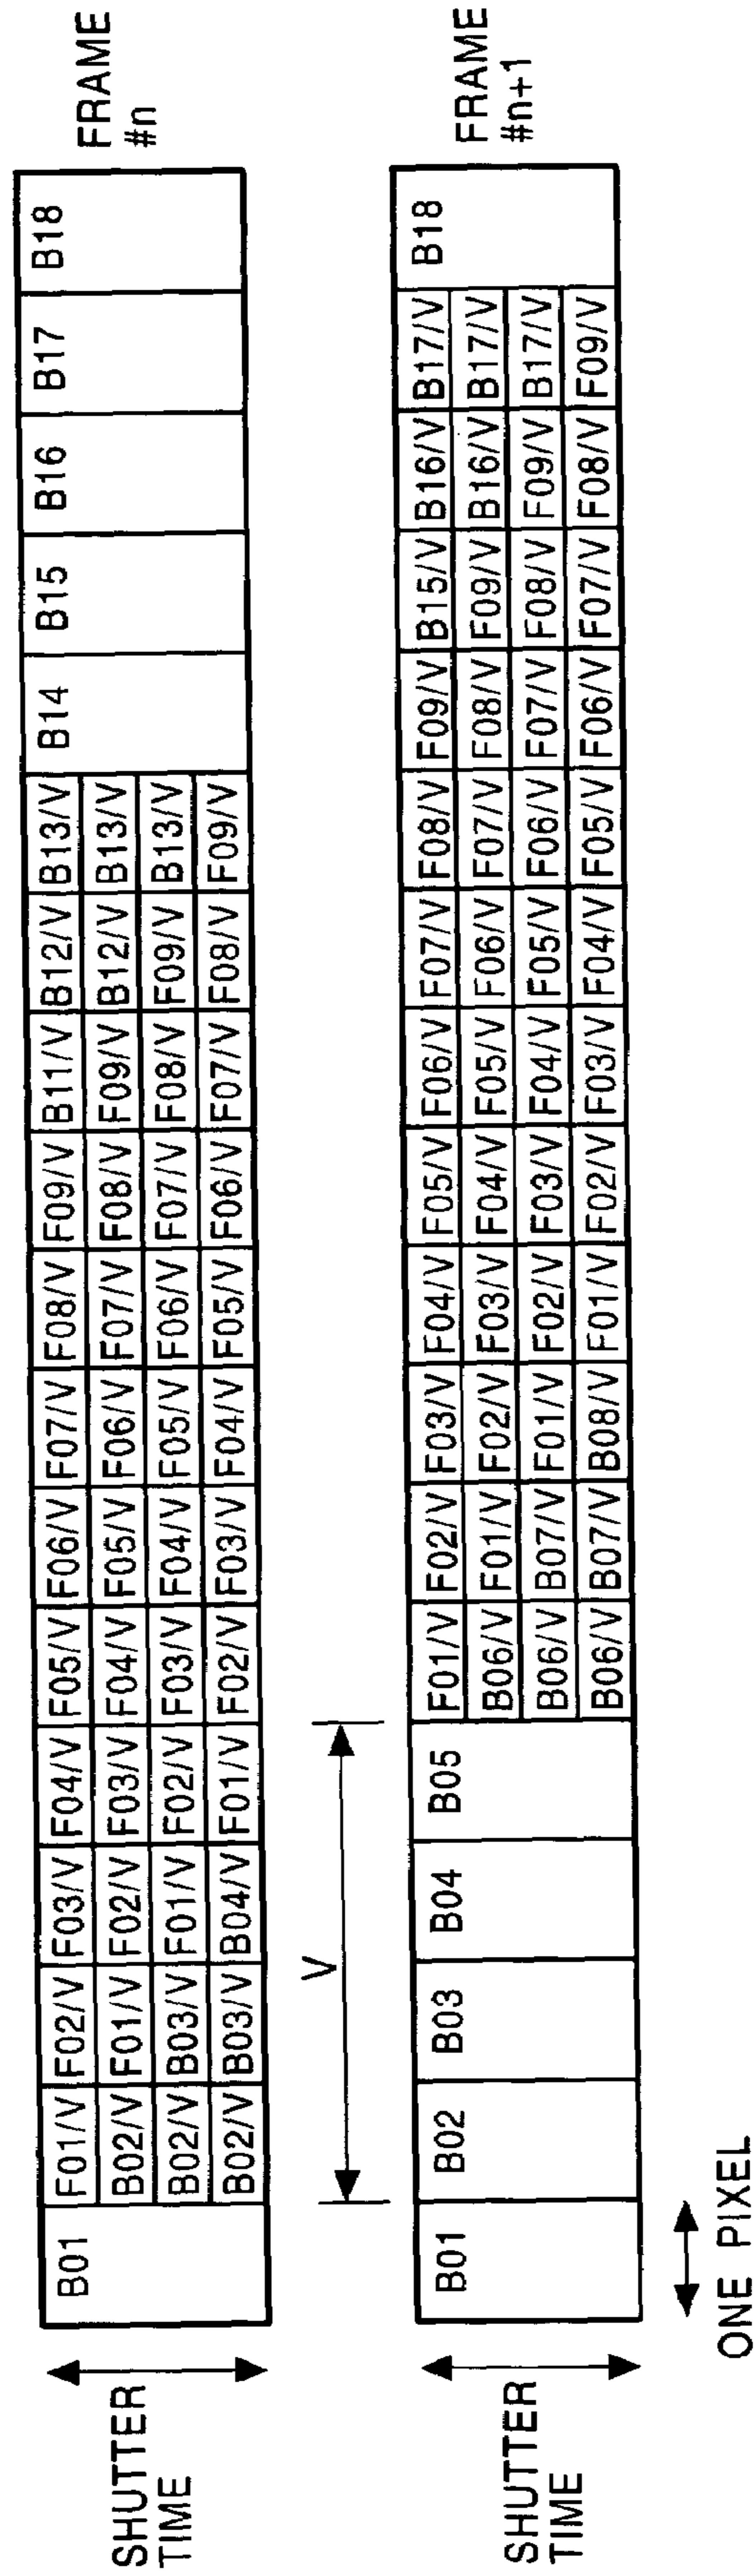 B01 F01/V F02/V F03/V F04/V F05/V F06/V F07/V F08/V F09/V B11/V B12/V B13/V B14 B15 B16 B17 B18
B02/V F01/V F02/V F03/V F04/V F05/V F06/V F07/V F08/V F09/V B12/V B13/V
B02/V B03/V F01/V F02/V F03/V F04/V F05/V F06/V F07/V F08/V F09/V B13/V
B02/V B03/V B04/V F01/V F02/V F03/V F04/V F05/V F06/V F07/V F08/V F09/V
SHUTTER
TIME
FRAME
#n
V
B01 B02 B03 B04 B05 F01/V F02/V F03/V F04/V F05/V F06/V F07/V F08/V F09/V B15/V B16/V B17/V B18
B06/V F01/V F02/V F03/V F04/V F05/V F06/V F07/V F08/V F09/V B16/V B17/V
B06/V B07/V F01/V F02/V F03/V F04/V F05/V F06/V F07/V F08/V F09/V B17/V
B06/V B07/V B08/V F01/V F02/V F03/V F04/V F05/V F06/V F07/V F08/V F09/V
SHUTTER
TIME
FRAME
#n+1
ONE PIXEL